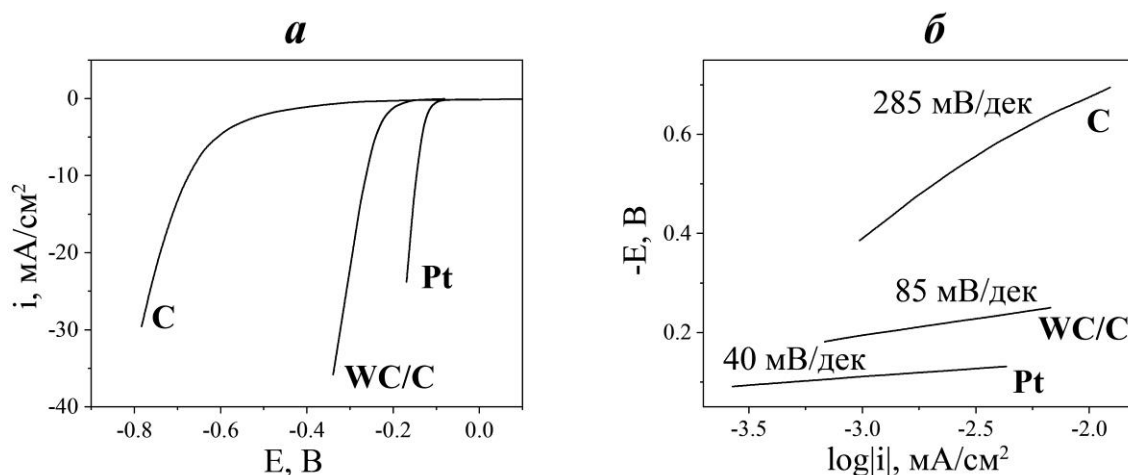 а
0
-10
-20
-30
-40
i, мА/см²
C
WC/C
Pt
-0.8
-0.6
-0.4
-0.2
0.0
E, В
б
0.6
0.4
0.2
-E, В
285 мВ/дек
C
85 мВ/дек
WC/C
40 мВ/дек
Pt
-3.5
-3.0
-2.5
-2.0
log|i|, мА/см²